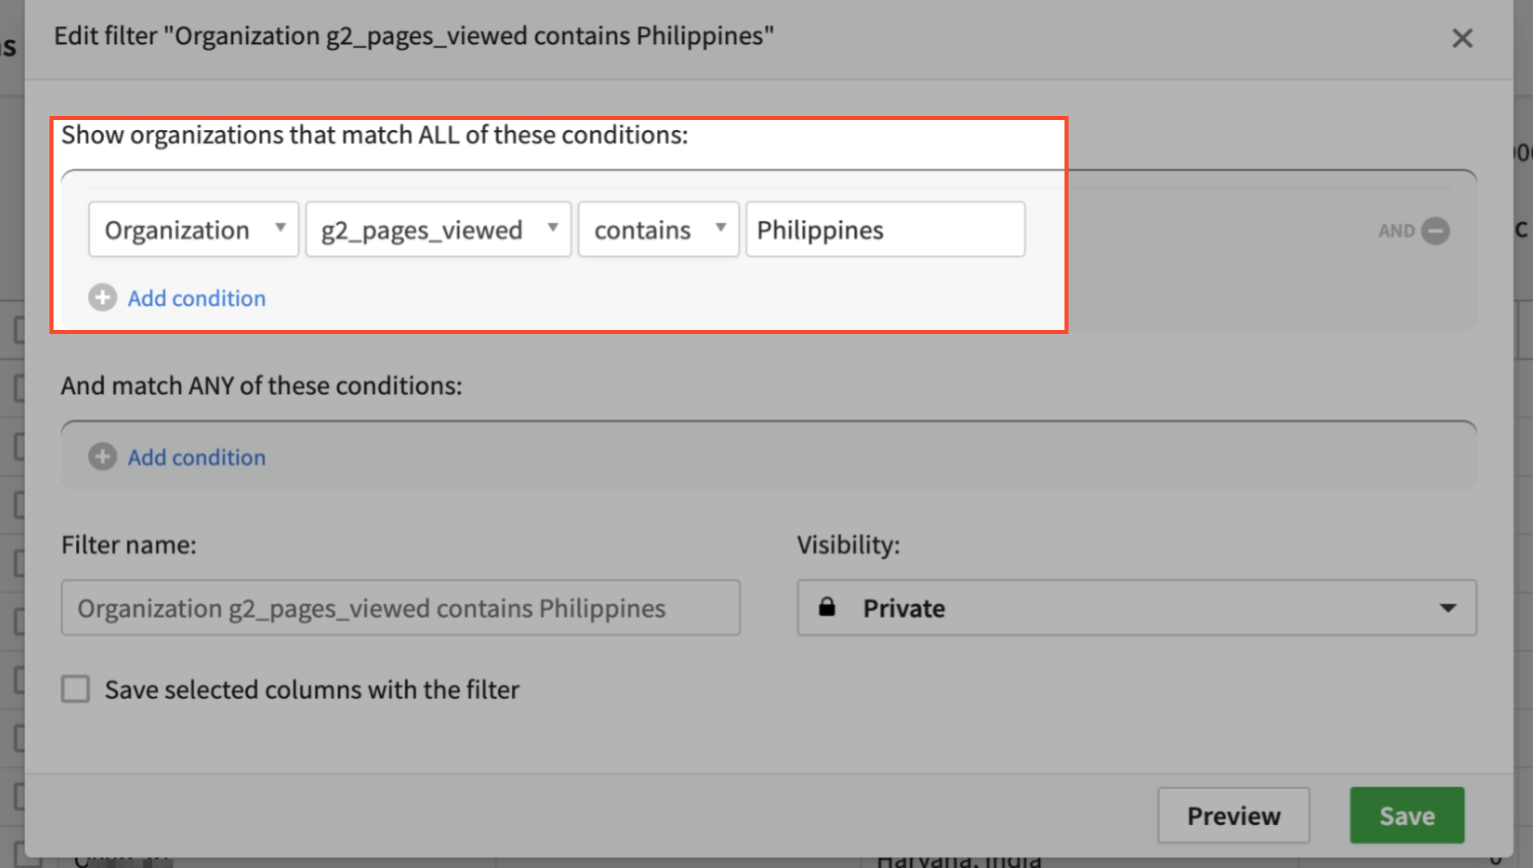 Edit filter "Organization g2_pages_viewed contains Philippines"
Show organizations that match ALL of these conditions:
Organization g2_pages_viewed contains Philippines AND
Add condition
And match ANY of these conditions:
Add condition
Filter name: Visibility:
Organization g2_pages_viewed contains Philippines Private
Save selected columns with the filter
Preview Save
Haryana, India